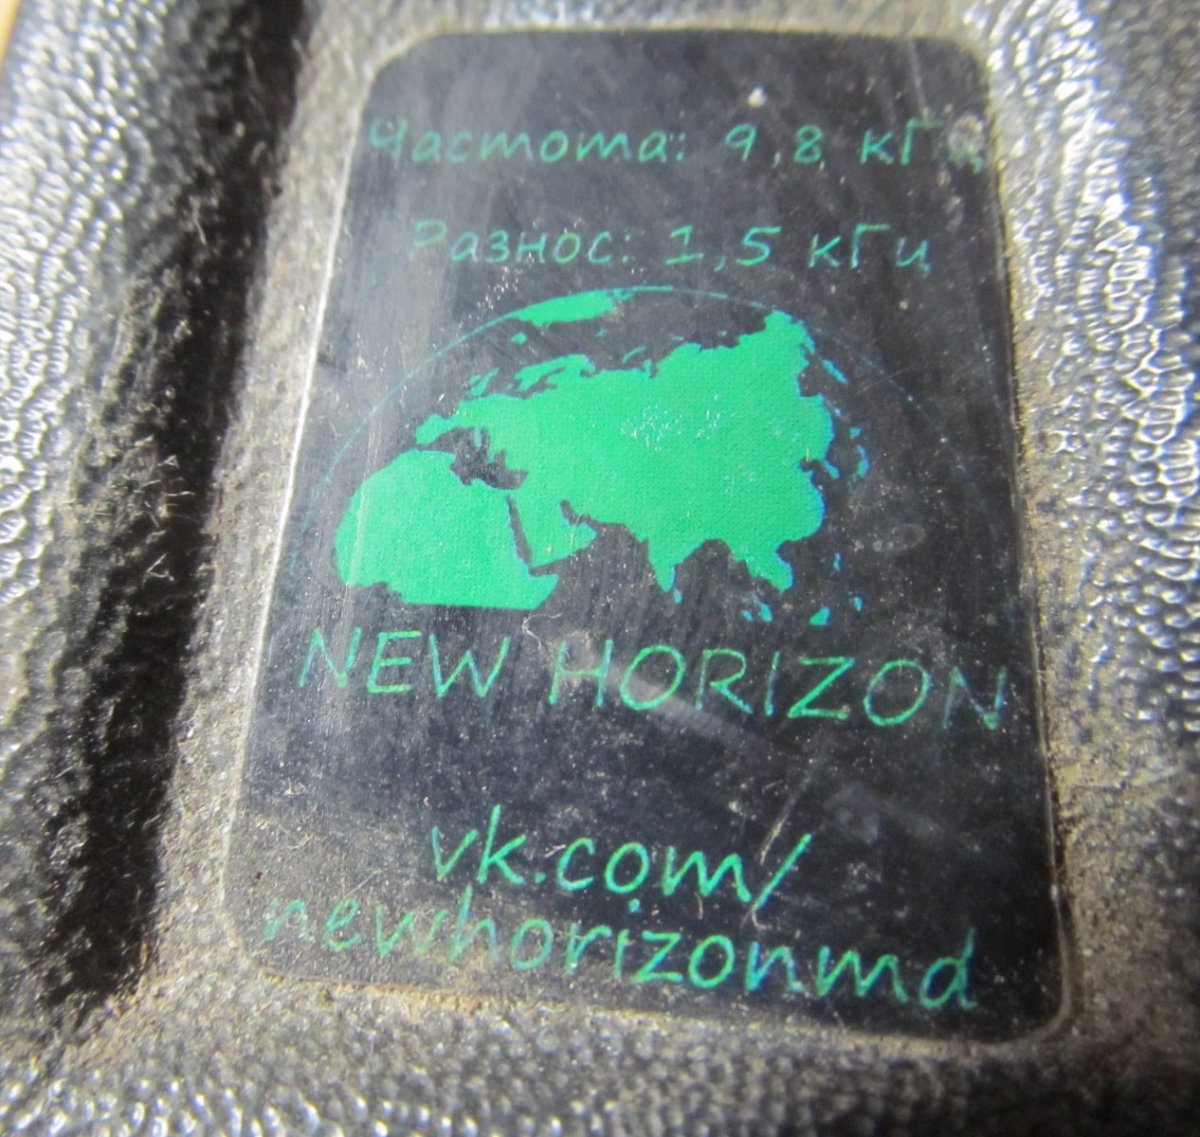 Частота: 9,8 кГц
Разнос: 1,5 кГц
NEW HORIZON
vk.com/
newhorizonmd